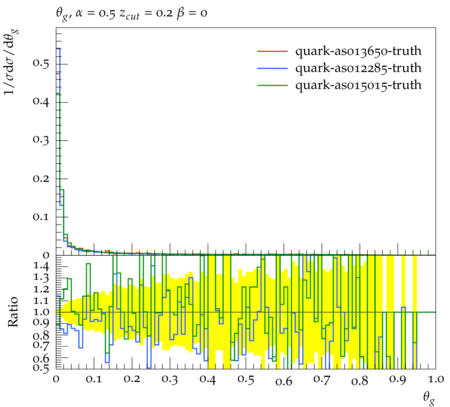 θg, α = 0.5 zcut = 0.2 β = 0
1/σdσ/dθg
quark-as013650-truth
quark-as012285-truth
quark-as015015-truth
0.5
0.4
0.3
0.2
0.1
0
Ratio
1.4
1.3
1.2
1.1
1.0
0.9
0.8
0.7
0.6
0.5
0 0.1 0.2 0.3 0.4 0.5 0.6 0.7 0.8 0.9 1.0
θg